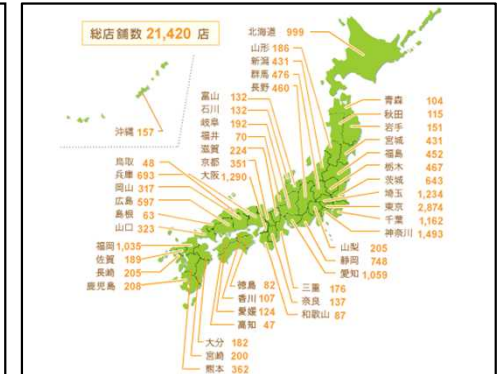 総店舗数 21,420 店
北海道 999
山形 186
新潟 431
群馬 476
長野 460
富山 132
石川 132
岐阜 192
福井 70
滋賀 224
京都 351
大阪 1,290
沖縄 157
鳥取 48
兵庫 693
岡山 317
広島 597
島根 63
山口 323
福岡 1,035
佐賀 189
長崎 205
鹿児島 208
青森 104
秋田 115
岩手 151
宮城 431
福島 452
栃木 467
茨城 643
埼玉 1,234
東京 2,874
千葉 1,162
神奈川 1,493
山梨 205
静岡 748
愛知 1,059
三重 176
奈良 137
和歌山 87
徳島 82
香川 107
愛媛 124
高知 47
大分 182
宮崎 200
熊本 362